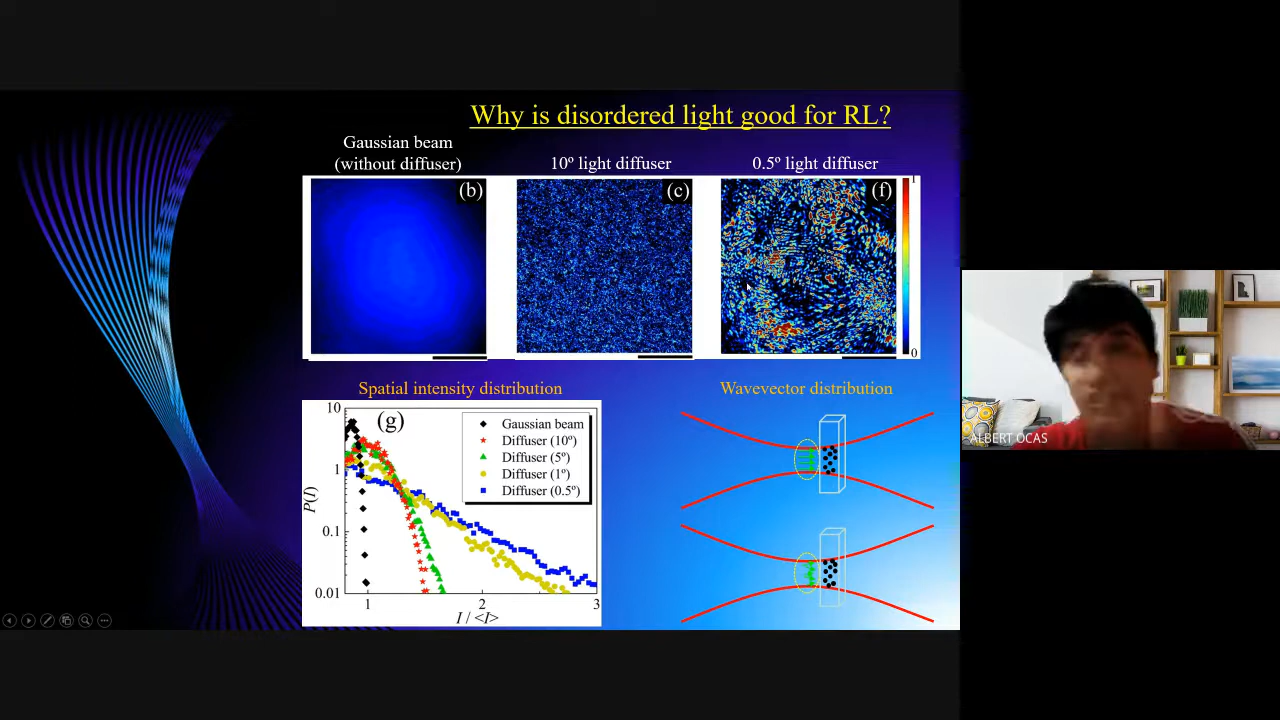 Why is disordered light good for RL?
Gaussian beam
(without diffuser)
10º light diffuser
0.5º light diffuser
(b)
(c)
(f)
1
0
Spatial intensity distribution
Wavevector distribution
(g)
10
1
0.1
0.01
P(I)
Gaussian beam
Diffuser (10º)
Diffuser (5º)
Diffuser (1º)
Diffuser (0.5º)
1
2
3
I / <I>
ALBERT OCAS